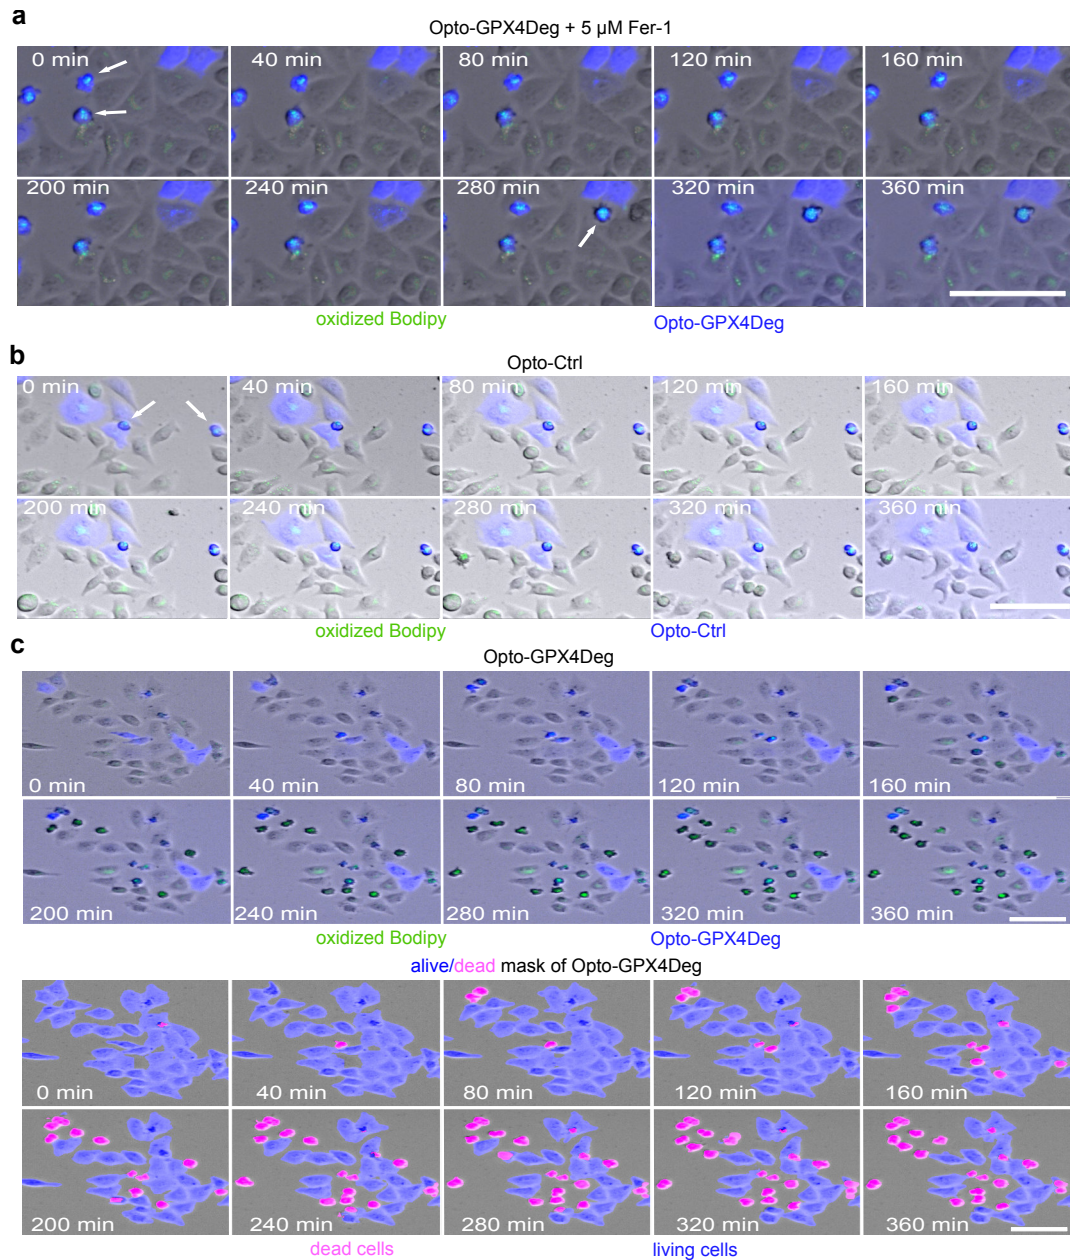 a
Opto-GPX4Deg + 5 µM Fer-1
0 min 40 min 80 min 120 min 160 min
200 min 240 min 280 min 320 min 360 min
oxidized Bodipy Opto-GPX4Deg
b
Opto-Ctrl
0 min 40 min 80 min 120 min 160 min
200 min 240 min 280 min 320 min 360 min
oxidized Bodipy Opto-Ctrl
c
Opto-GPX4Deg
0 min 40 min 80 min 120 min 160 min
200 min 240 min 280 min 320 min 360 min
oxidized Bodipy Opto-GPX4Deg
alive/dead mask of Opto-GPX4Deg
0 min 40 min 80 min 120 min 160 min
200 min 240 min 280 min 320 min 360 min
dead cells living cells